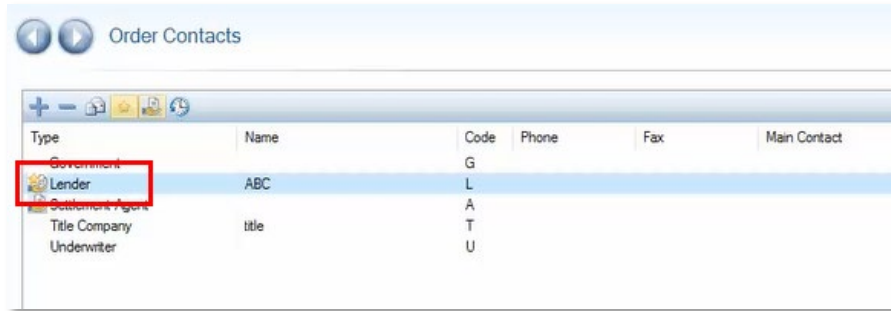 Order Contacts
Type Name Code Phone Fax Main Contact
Government G
Lender ABC L
Settlement Agent A
Title Company title T
Underwriter U